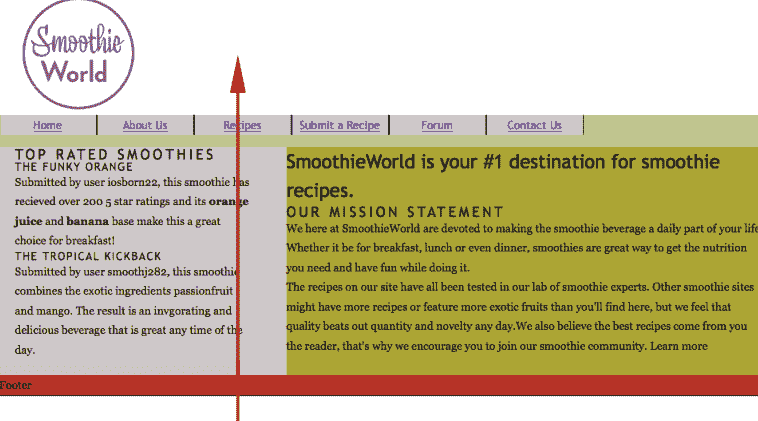 Smoothie
World
Home About Us Recipes Submit a Recipe Forum Contact Us
TOP RATED SMOOTHIES
THE FUNKY ORANGE
Submitted by user iosborn22, this smoothie has
recieved over 200 5 star ratings and its orange
juice and banana base make this a great
choice for breakfast!
THE TROPICAL KICKBACK
Submitted by user smoothj282, this smoothie
combines the exotic ingredients passionfruit
and mango. The result is an invgorating and
delicious beverage that is great any time of the
day.
SmoothieWorld is your #1 destination for smoothie
recipes.
OUR MISSION STATEMENT
We here at SmoothieWorld are devoted to making the smoothie beverage a daily part of your life
Whether it be for breakfast, lunch or even dinner, smoothies are great way to get the nutrition
you need and have fun while doing it.
The recipes on our site have all been tested in our lab of smoothie experts. Other smoothie sites
might have more recipes or feature more exotic fruits than you'll find here, but we feel that
quality beats out quantity and novelty any day.We also believe the best recipes come from you
the reader, that's why we encourage you to join our smoothie community. Learn more
Footer